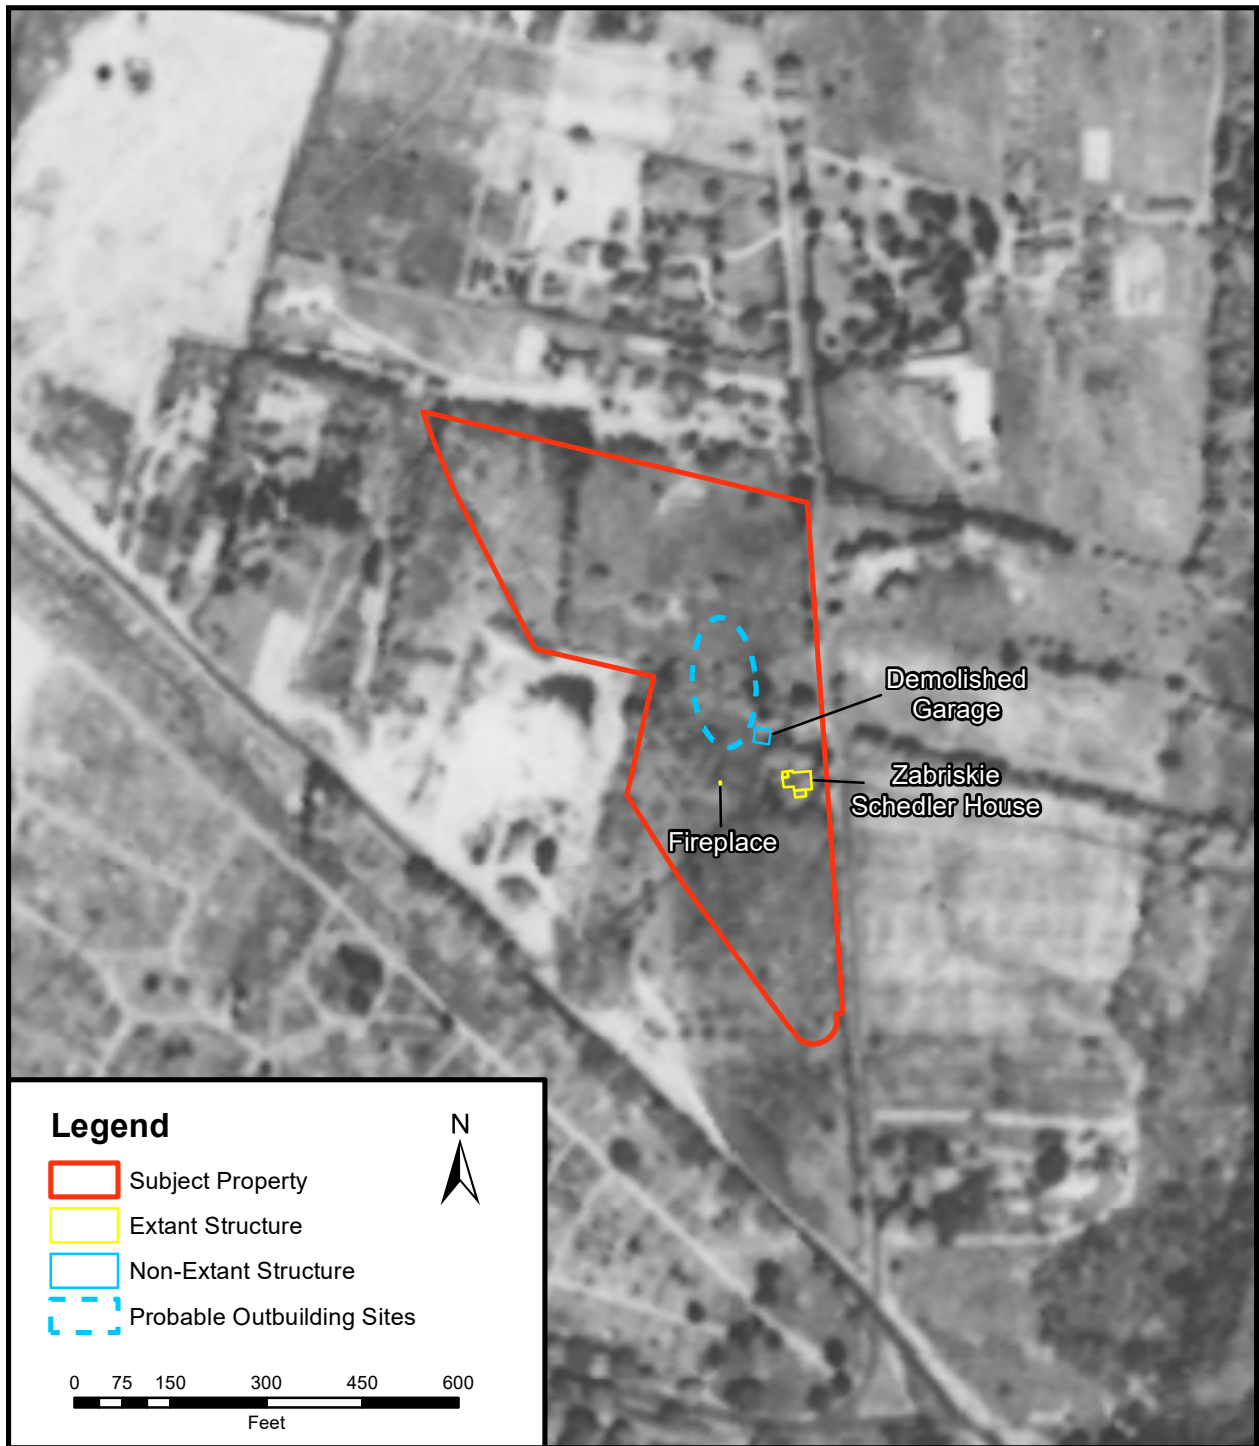 Demolished
Garage
Zabriskie
Schedler House
Fireplace
Legend
N
Subject Property
Extant Structure
Non-Extant Structure
Probable Outbuilding Sites
0 75 150 300 450 600
Feet